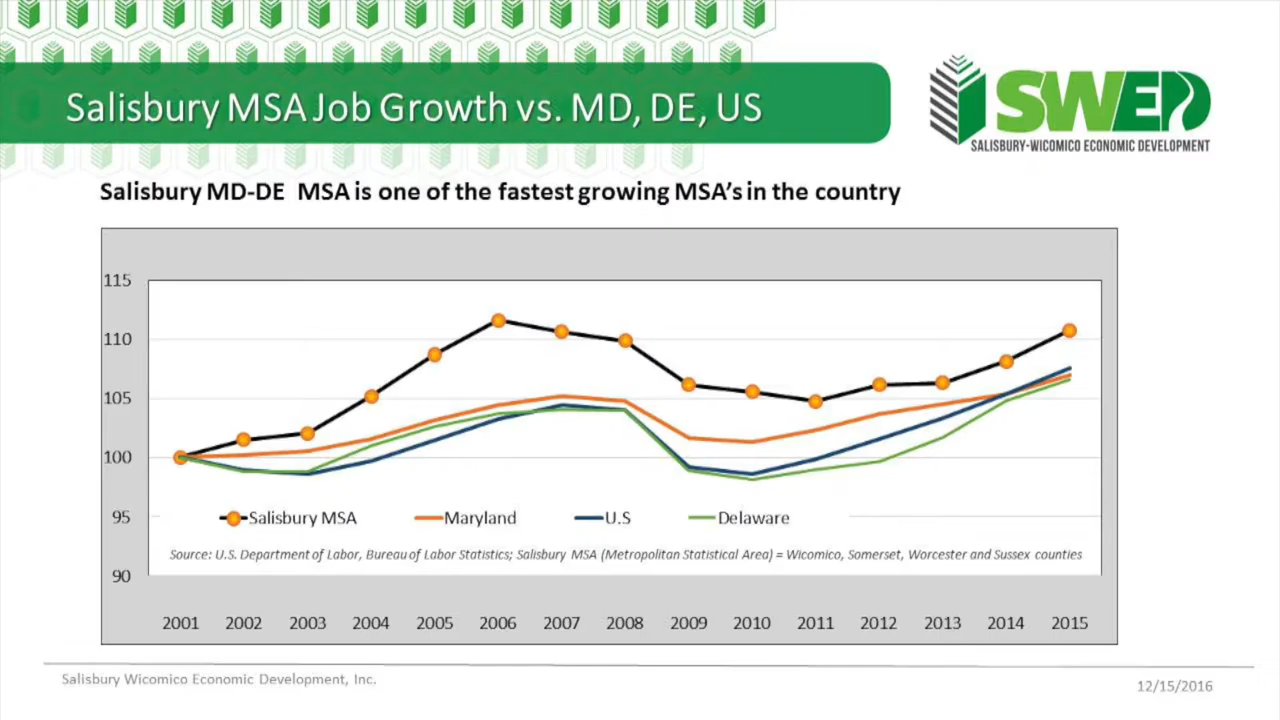 Salisbury MSA Job Growth vs. MD, DE, US
SWED
SALISBURY-WICOMICO ECONOMIC DEVELOPMENT
Salisbury MD-DE MSA is one of the fastest growing MSA’s in the country
115
110
105
100
95
90
Salisbury MSA
Maryland
U.S
Delaware
Source: U.S. Department of Labor, Bureau of Labor Statistics; Salisbury MSA (Metropolitan Statistical Area) = Wicomico, Somerset, Worcester and Sussex counties
2001 2002 2003 2004 2005 2006 2007 2008 2009 2010 2011 2012 2013 2014 2015
Salisbury Wicomico Economic Development, Inc.
12/15/2016